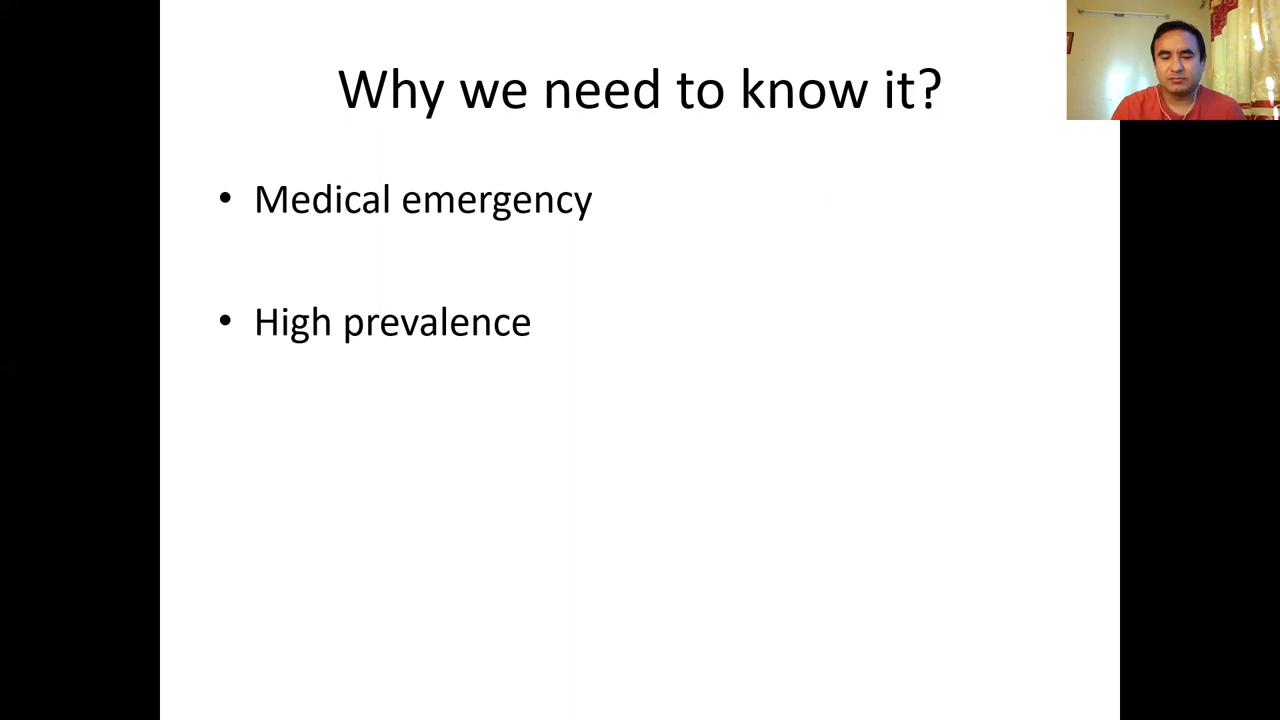 Why we need to know it?
• Medical emergency
• High prevalence